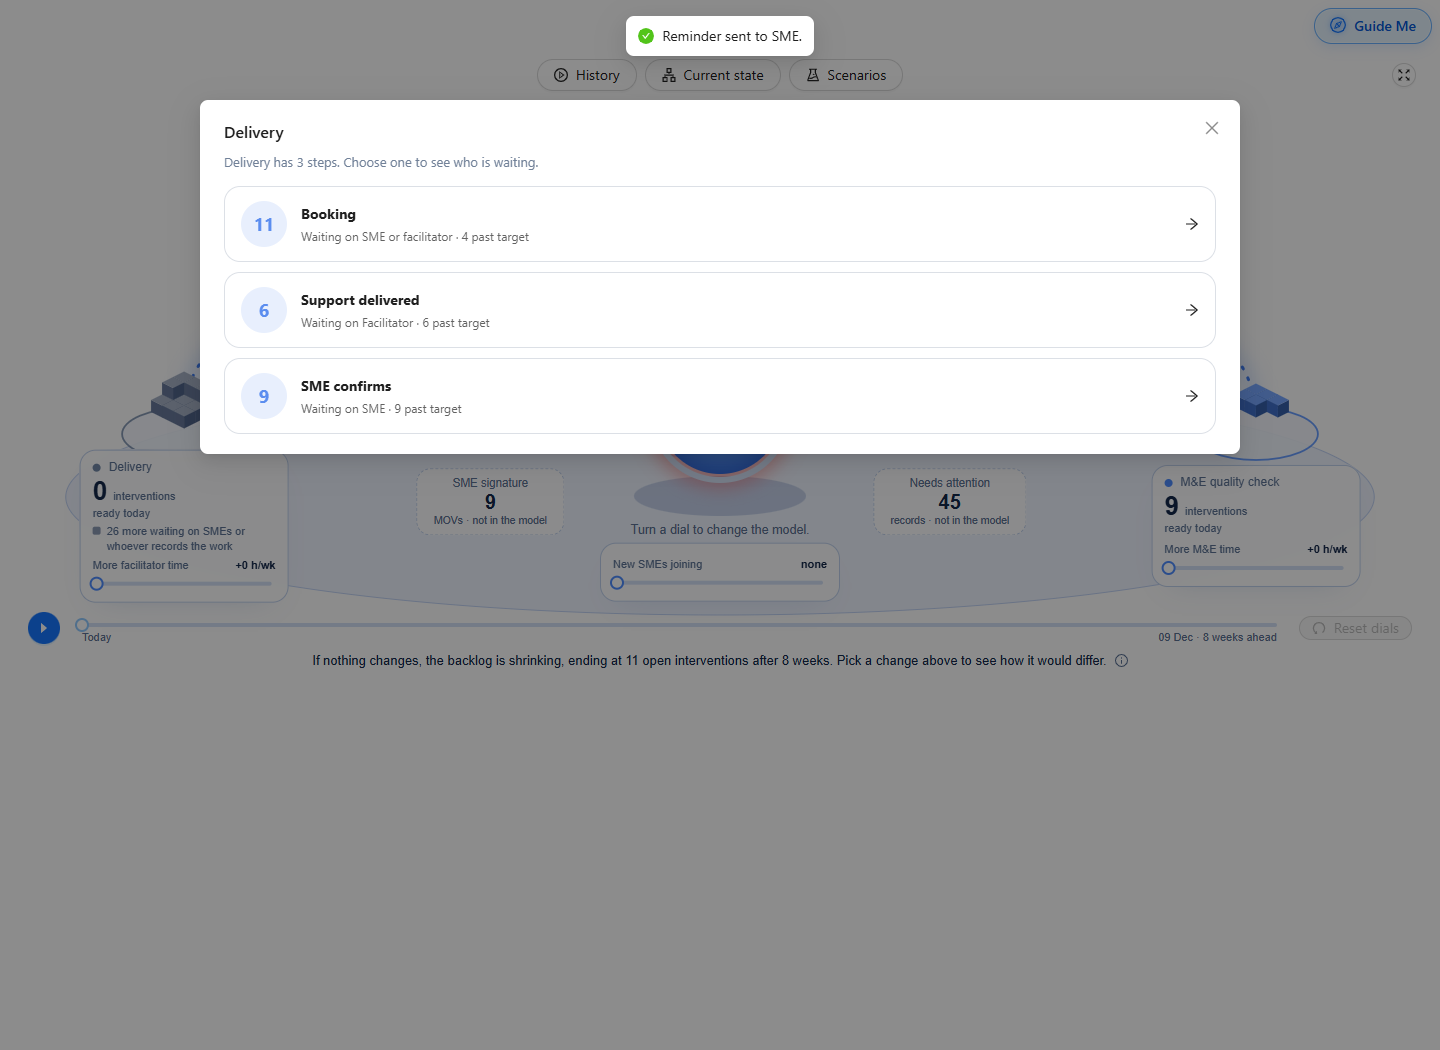 Reminder sent to SME.
Guide Me
History
Current state
Scenarios
Delivery
Delivery has 3 steps. Choose one to see who is waiting.
11
Booking
Waiting on SME or facilitator · 4 past target
6
Support delivered
Waiting on Facilitator · 6 past target
9
SME confirms
Waiting on SME · 9 past target
Delivery
0 interventions
ready today
26 more waiting on SMEs or
whoever records the work
More facilitator time +0 h/wk
SME signature
9
MOVs · not in the model
Turn a dial to change the model.
New SMEs joining none
Needs attention
45
records · not in the model
M&E quality check
9 interventions
ready today
More M&E time +0 h/wk
Today
09 Dec · 8 weeks ahead
Reset dials
If nothing changes, the backlog is shrinking, ending at 11 open interventions after 8 weeks. Pick a change above to see how it would differ.